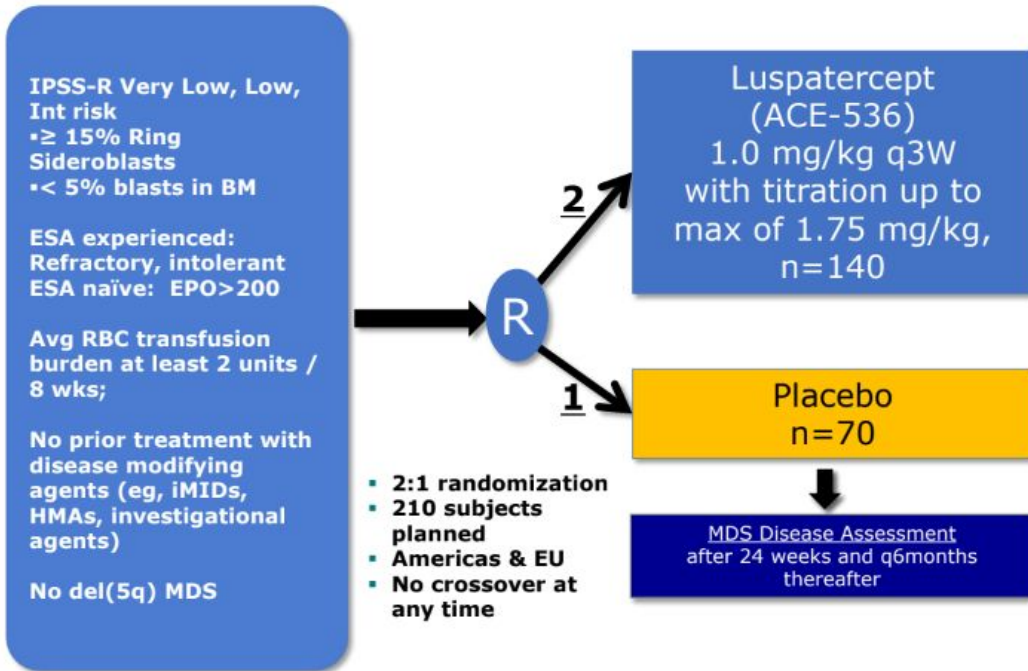 IPSS-R Very Low, Low,
Int risk
▪≥ 15% Ring
Sideroblasts
▪< 5% blasts in BM
ESA experienced:
Refractory, intolerant
ESA naïve:  EPO>200
Avg RBC transfusion
burden at least 2 units /
8 wks;
No prior treatment with
disease modifying
agents (eg, iMIDs,
HMAs, investigational
agents)
No del(5q) MDS
R
2
1
▪ 2:1 randomization
▪ 210 subjects
planned
▪ Americas & EU
▪ No crossover at
any time
Luspatercept
(ACE-536)
1.0 mg/kg q3W
with titration up to
max of 1.75 mg/kg,
n=140
Placebo
n=70
MDS Disease Assessment
after 24 weeks and q6months
thereafter